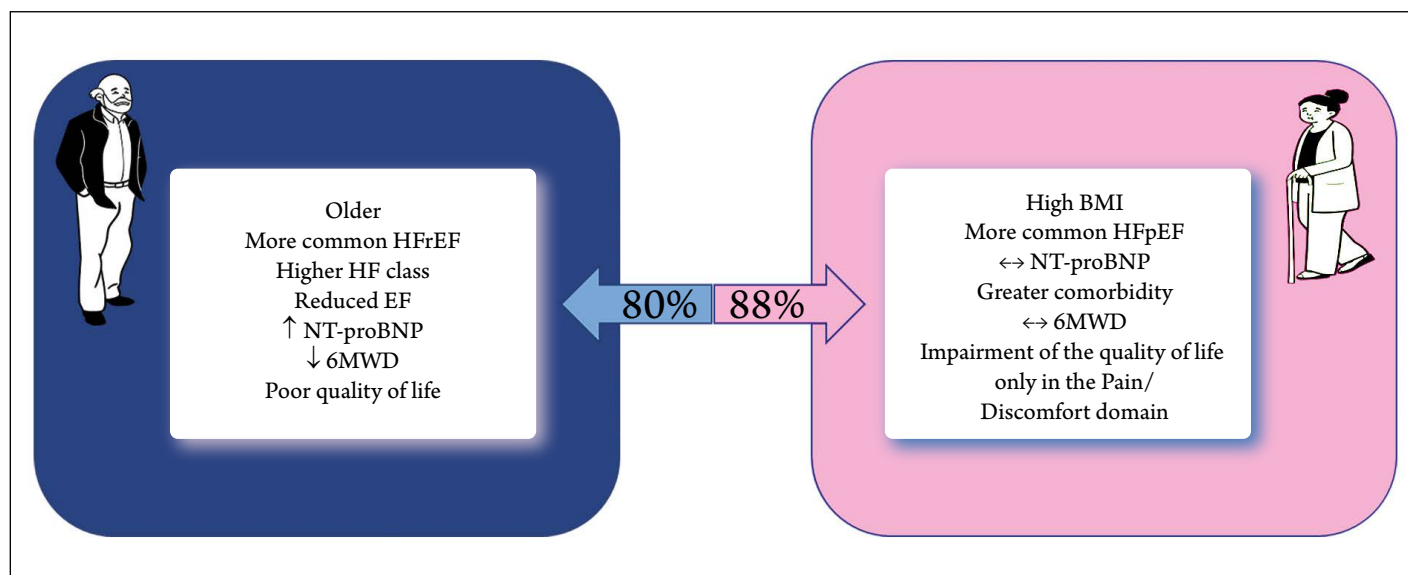 Older
More common HFrEF
Higher HF class
Reduced EF
↑ NT-proBNP
↓ 6MWD
Poor quality of life
80%
88%
High BMI
More common HFpEF
↔ NT-proBNP
Greater comorbidity
↔ 6MWD
Impairment of the quality of life
only in the Pain/
Discomfort domain